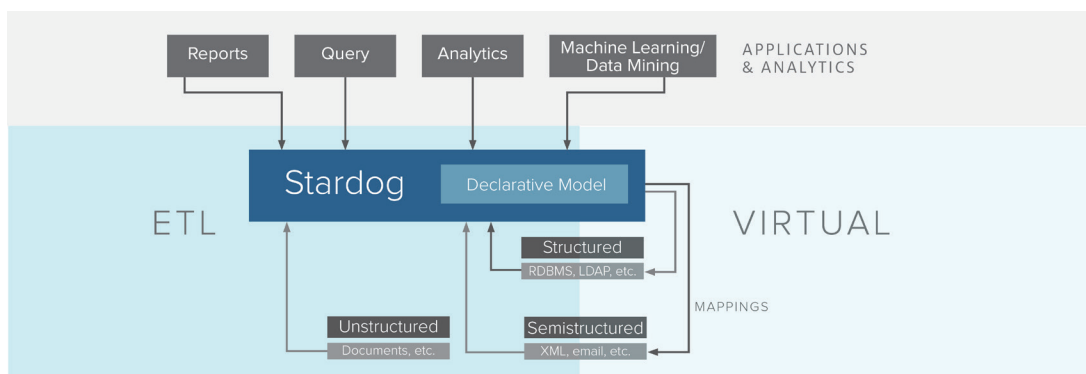 Reports
Query
Analytics
Machine Learning/
Data Mining
APPLICATIONS
& ANALYTICS
Stardog
Declarative Model
ETL
VIRTUAL
Structured
RDBMS, LDAP, etc.
MAPPINGS
Unstructured
Documents, etc.
Semistructured
XML, email, etc.